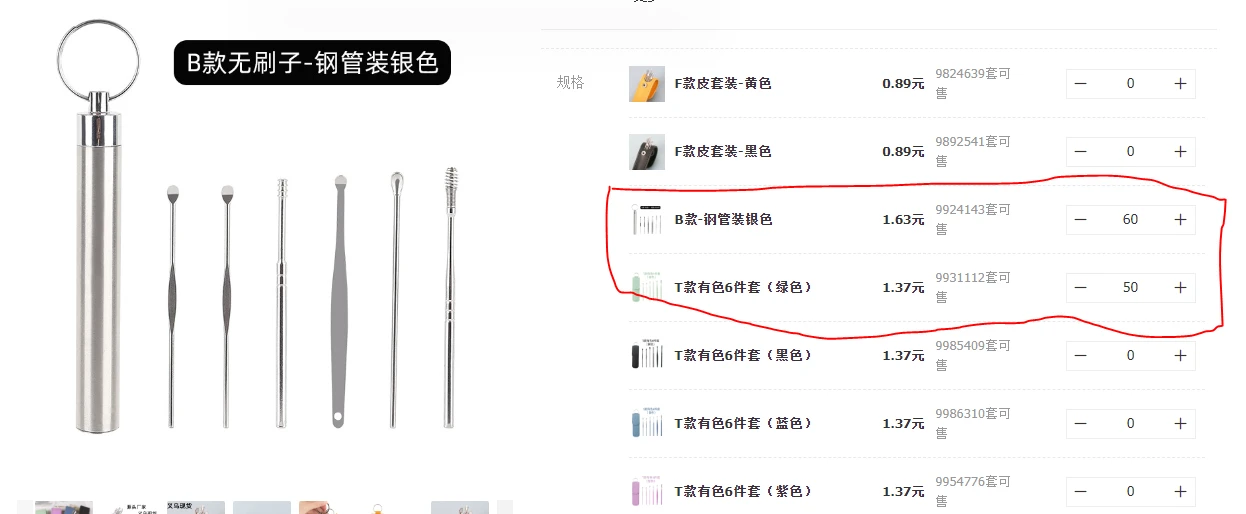 B款无刷子-钢管装银色
规格
F款皮套装-黄色 0.89元 9824639套可售 0
F款皮套装-黑色 0.89元 9892541套可售 0
B款-钢管装银色 1.63元 9924143套可售 60
T款有色6件套（绿色） 1.37元 9931112套可售 50
T款有色6件套（黑色） 1.37元 9985409套可售 0
T款有色6件套（蓝色） 1.37元 9986310套可售 0
T款有色6件套（紫色） 1.37元 9954776套可售 0
新品厂家
义乌现货